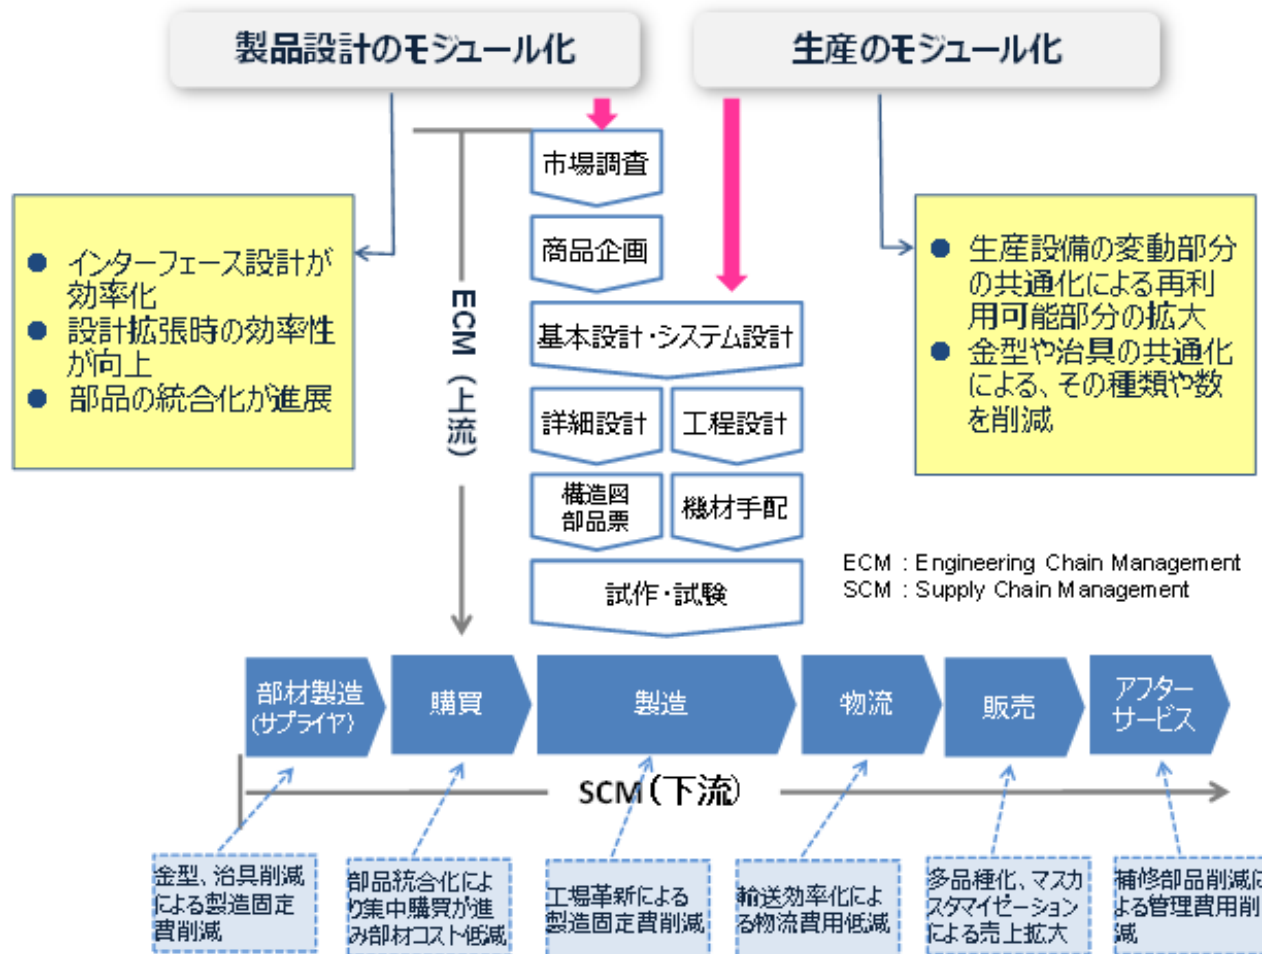 製品設計のモジュール化
生産のモジュール化
市場調査
商品企画
基本設計・システム設計
詳細設計
工程設計
構造図
部品票
機材手配
試作・試験
ECM（上流）
● インターフェース設計が
効率化
● 設計拡張時の効率性
が向上
● 部品の統合化が進展
● 生産設備の変動部分
の共通化による再利
用可能部分の拡大
● 金型や治具の共通化
による、その種類や数
を削減
ECM : Engineering Chain Management
SCM : Supply Chain Management
部材製造
(サプライヤ)
購買
製造
物流
販売
アフター
サービス
SCM（下流）
金型、治具削減
による製造固定
費削減
部品統合化によ
り集中購買が進
み部材コスト低減
工場革新による
製造固定費削減
輸送効率化によ
る物流費用低減
多品種化、マスカ
スタマイゼーション
による売上拡大
補修部品削減に
よる管理費用削
減